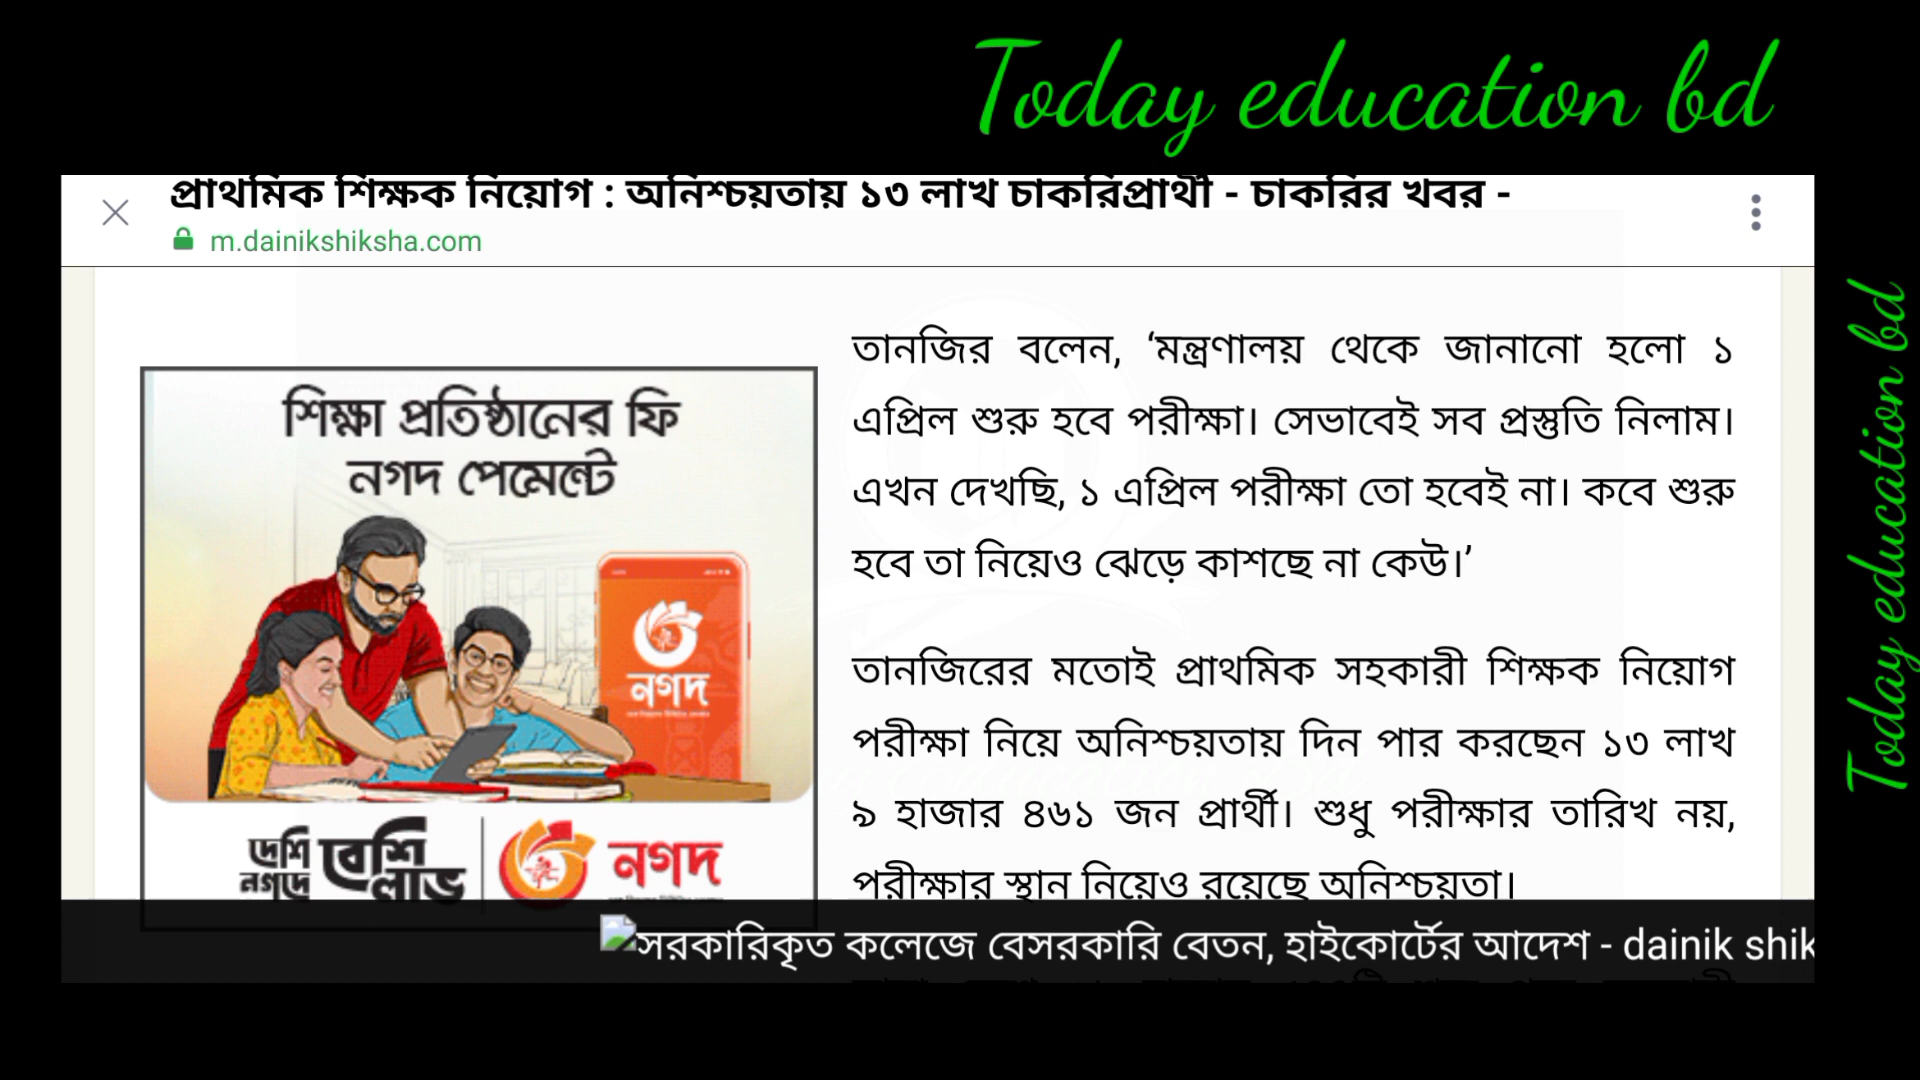 Today education bd
প্রাথমিক শিক্ষক নিয়োগ : অনিশ্চয়তায় ১৩ লাখ চাকরিপ্রার্থী - চাকরির খবর -
m.dainikshiksha.com
শিক্ষা প্রতিষ্ঠানের ফি
নগদ পেমেন্টে
নগদ
দেশি নগদে বেশি লাভ
নগদ
তানজির বলেন, ‘মন্ত্রণালয় থেকে জানানো হলো ১
এপ্রিল শুরু হবে পরীক্ষা। সেভাবেই সব প্রস্তুতি নিলাম।
এখন দেখছি, ১ এপ্রিল পরীক্ষা তো হবেই না। কবে শুরু
হবে তা নিয়েও ঝেড়ে কাশছে না কেউ।’
তানজিরের মতোই প্রাথমিক সহকারী শিক্ষক নিয়োগ
পরীক্ষা নিয়ে অনিশ্চয়তায় দিন পার করছেন ১৩ লাখ
৯ হাজার ৪৬১ জন প্রার্থী। শুধু পরীক্ষার তারিখ নয়,
পরীক্ষার স্থান নিয়েও রয়েছে অনিশ্চয়তা।
সরকারিকৃত কলেজে বেসরকারি বেতন, হাইকোর্টের আদেশ - dainik shik
Today education bd